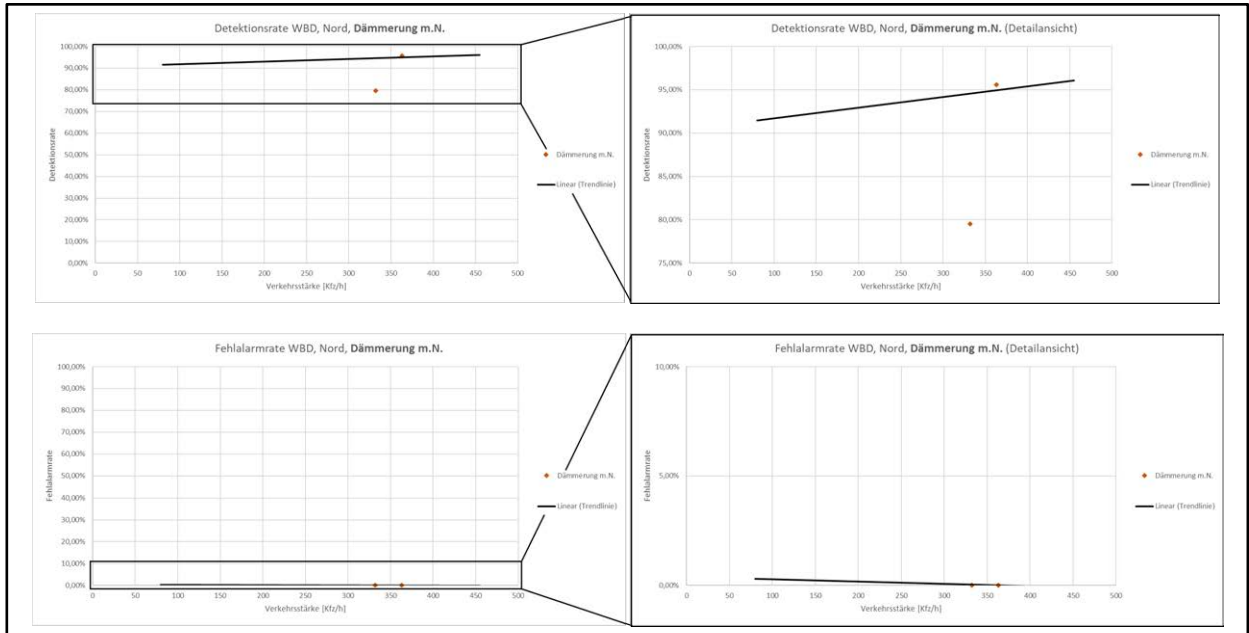 Detektionsrate WBD, Nord, Dämmerung m.N.
100,00%
90,00%
80,00%
70,00%
60,00%
50,00%
40,00%
30,00%
20,00%
10,00%
0,00%
Detektionsrate
0 50 100 150 200 250 300 350 400 450 500
Verkehrsstärke [Kfz/h]
Dämmerung m.N.
Linear (Trendlinie)
Detektionsrate WBD, Nord, Dämmerung m.N. (Detailansicht)
100,00%
95,00%
90,00%
85,00%
80,00%
75,00%
Detektionsrate
0 50 100 150 200 250 300 350 400 450 500
Verkehrsstärke [Kfz/h]
Dämmerung m.N.
Linear (Trendlinie)
Fehlalarmrate WBD, Nord, Dämmerung m.N.
100,00%
90,00%
80,00%
70,00%
60,00%
50,00%
40,00%
30,00%
20,00%
10,00%
0,00%
Fehlalarmrate
0 50 100 150 200 250 300 350 400 450 500
Verkehrsstärke [Kfz/h]
Dämmerung m.N.
Linear (Trendlinie)
Fehlalarmrate WBD, Nord, Dämmerung m.N. (Detailansicht)
10,00%
5,00%
0,00%
Fehlalarmrate
0 50 100 150 200 250 300 350 400 450 500
Verkehrsstärke [Kfz/h]
Dämmerung m.N.
Linear (Trendlinie)